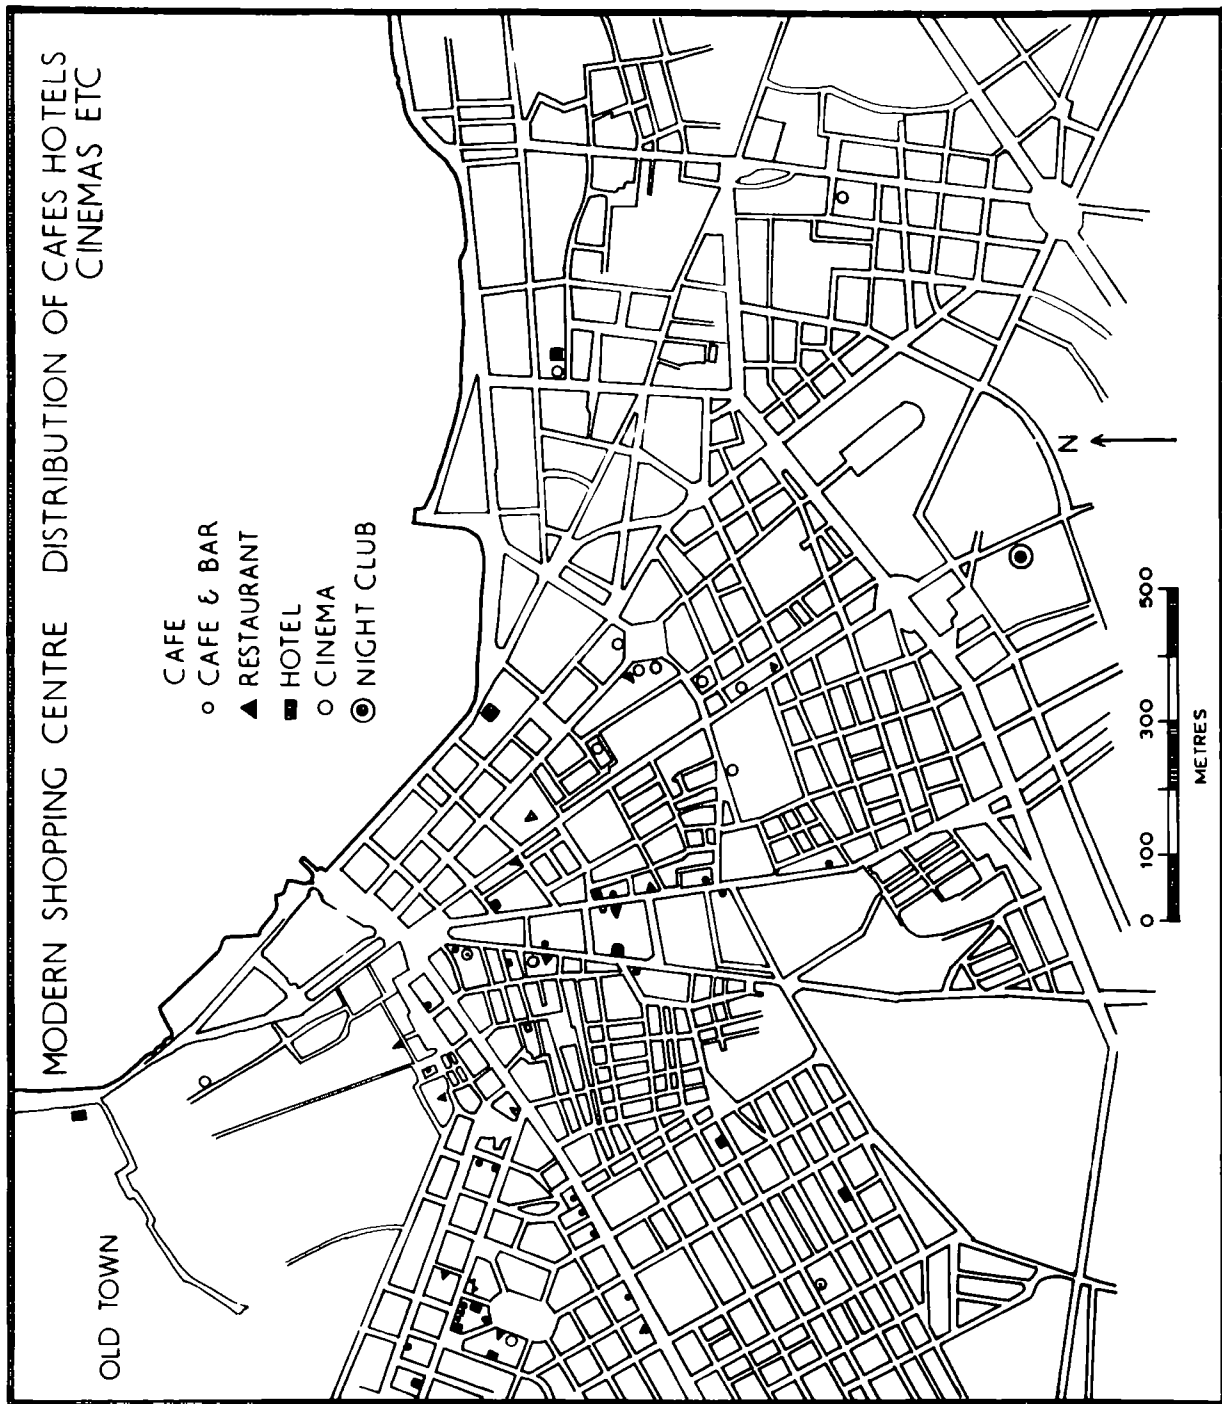 MODERN SHOPPING CENTRE DISTRIBUTION OF CAFES HOTELS
CINEMAS ETC
CAFE
CAFE & BAR
RESTAURANT
HOTEL
CINEMA
NIGHT CLUB
OLD TOWN
N
0 100 300 500
METRES